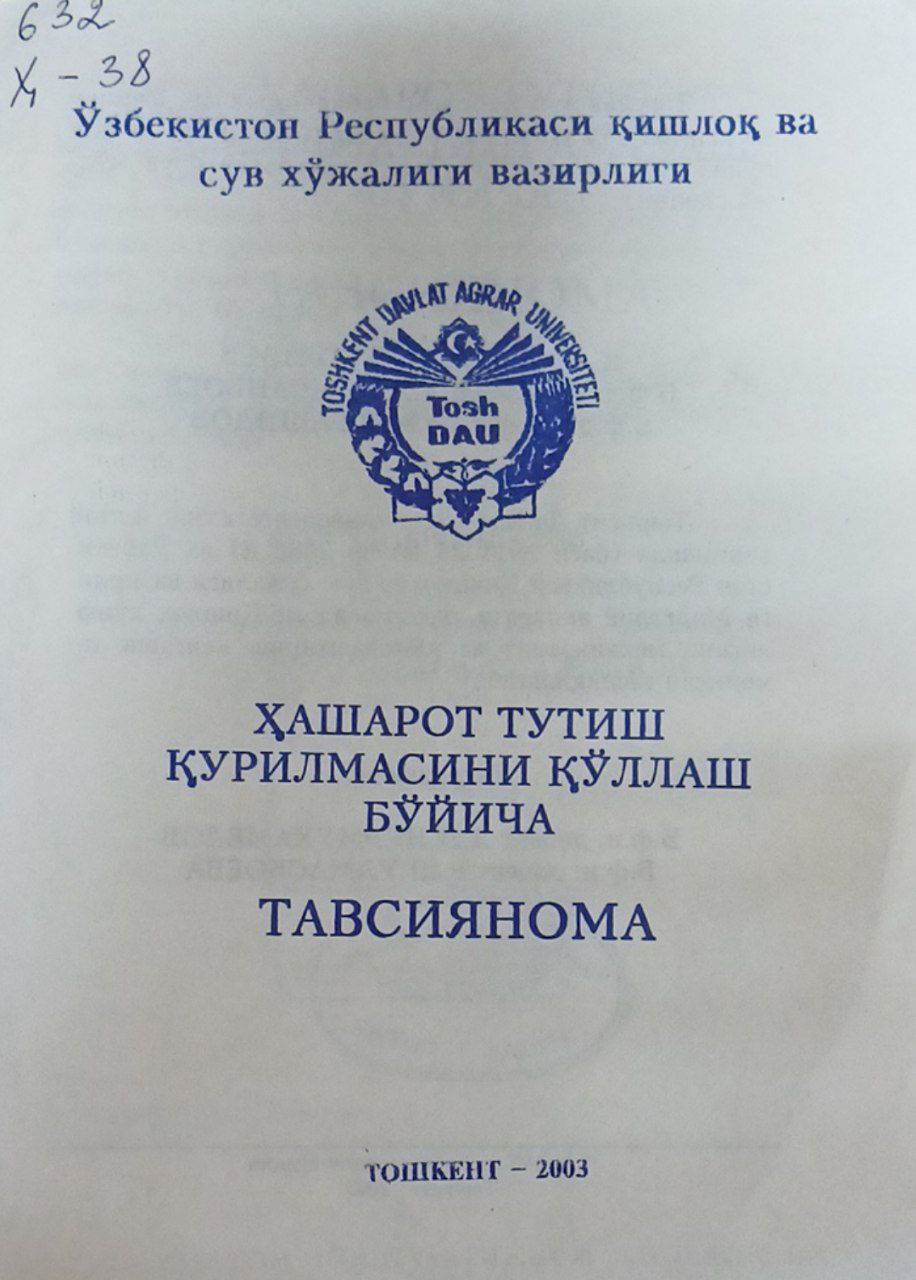 632
Ҳ - 38
Ўзбекистон Республикаси қишлоқ ва
сув хўжалиги вазирлиги
TOSHKENT DAVLAT AGRAR UNIVERSITETI
Tosh
DAU
ҲАШАРОТ ТУТИШ
ҚУРИЛМАСИНИ ҚЎЛЛАШ
БЎЙИЧА
ТАВСИЯНОМА
ТОШКЕНТ – 2003